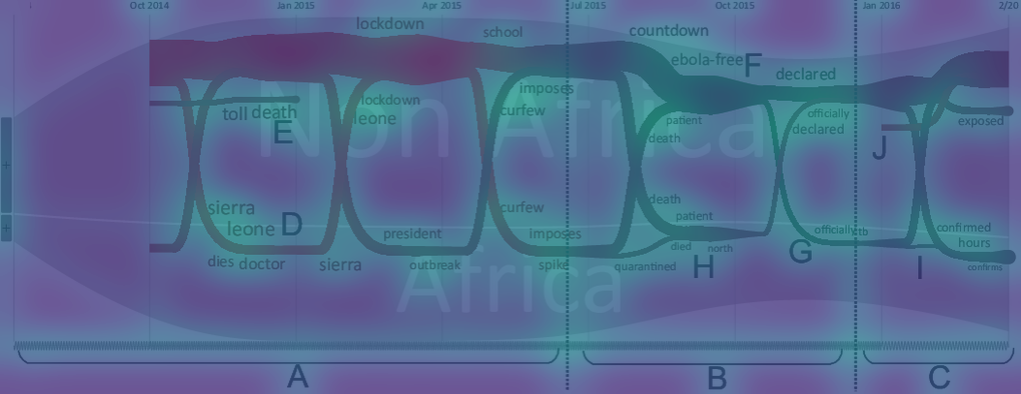 Oct 2014 Jan 2015 Apr 2015 Jul 2015 Oct 2015 Jan 2016 2/20
lockdown
school
countdown
ebola-free F
declared
imposes
lockdown
leone
curfew
toll death
E
Non Africa
patient
death
officially
declared
exposed
J
sierra
leone D
curfew
death
patient
president
imposes
officially tb
confirmed
hours
died north
G
dies doctor
sierra
outbreak
spike
quarantined
H
I
confirms
Africa
A
B
C